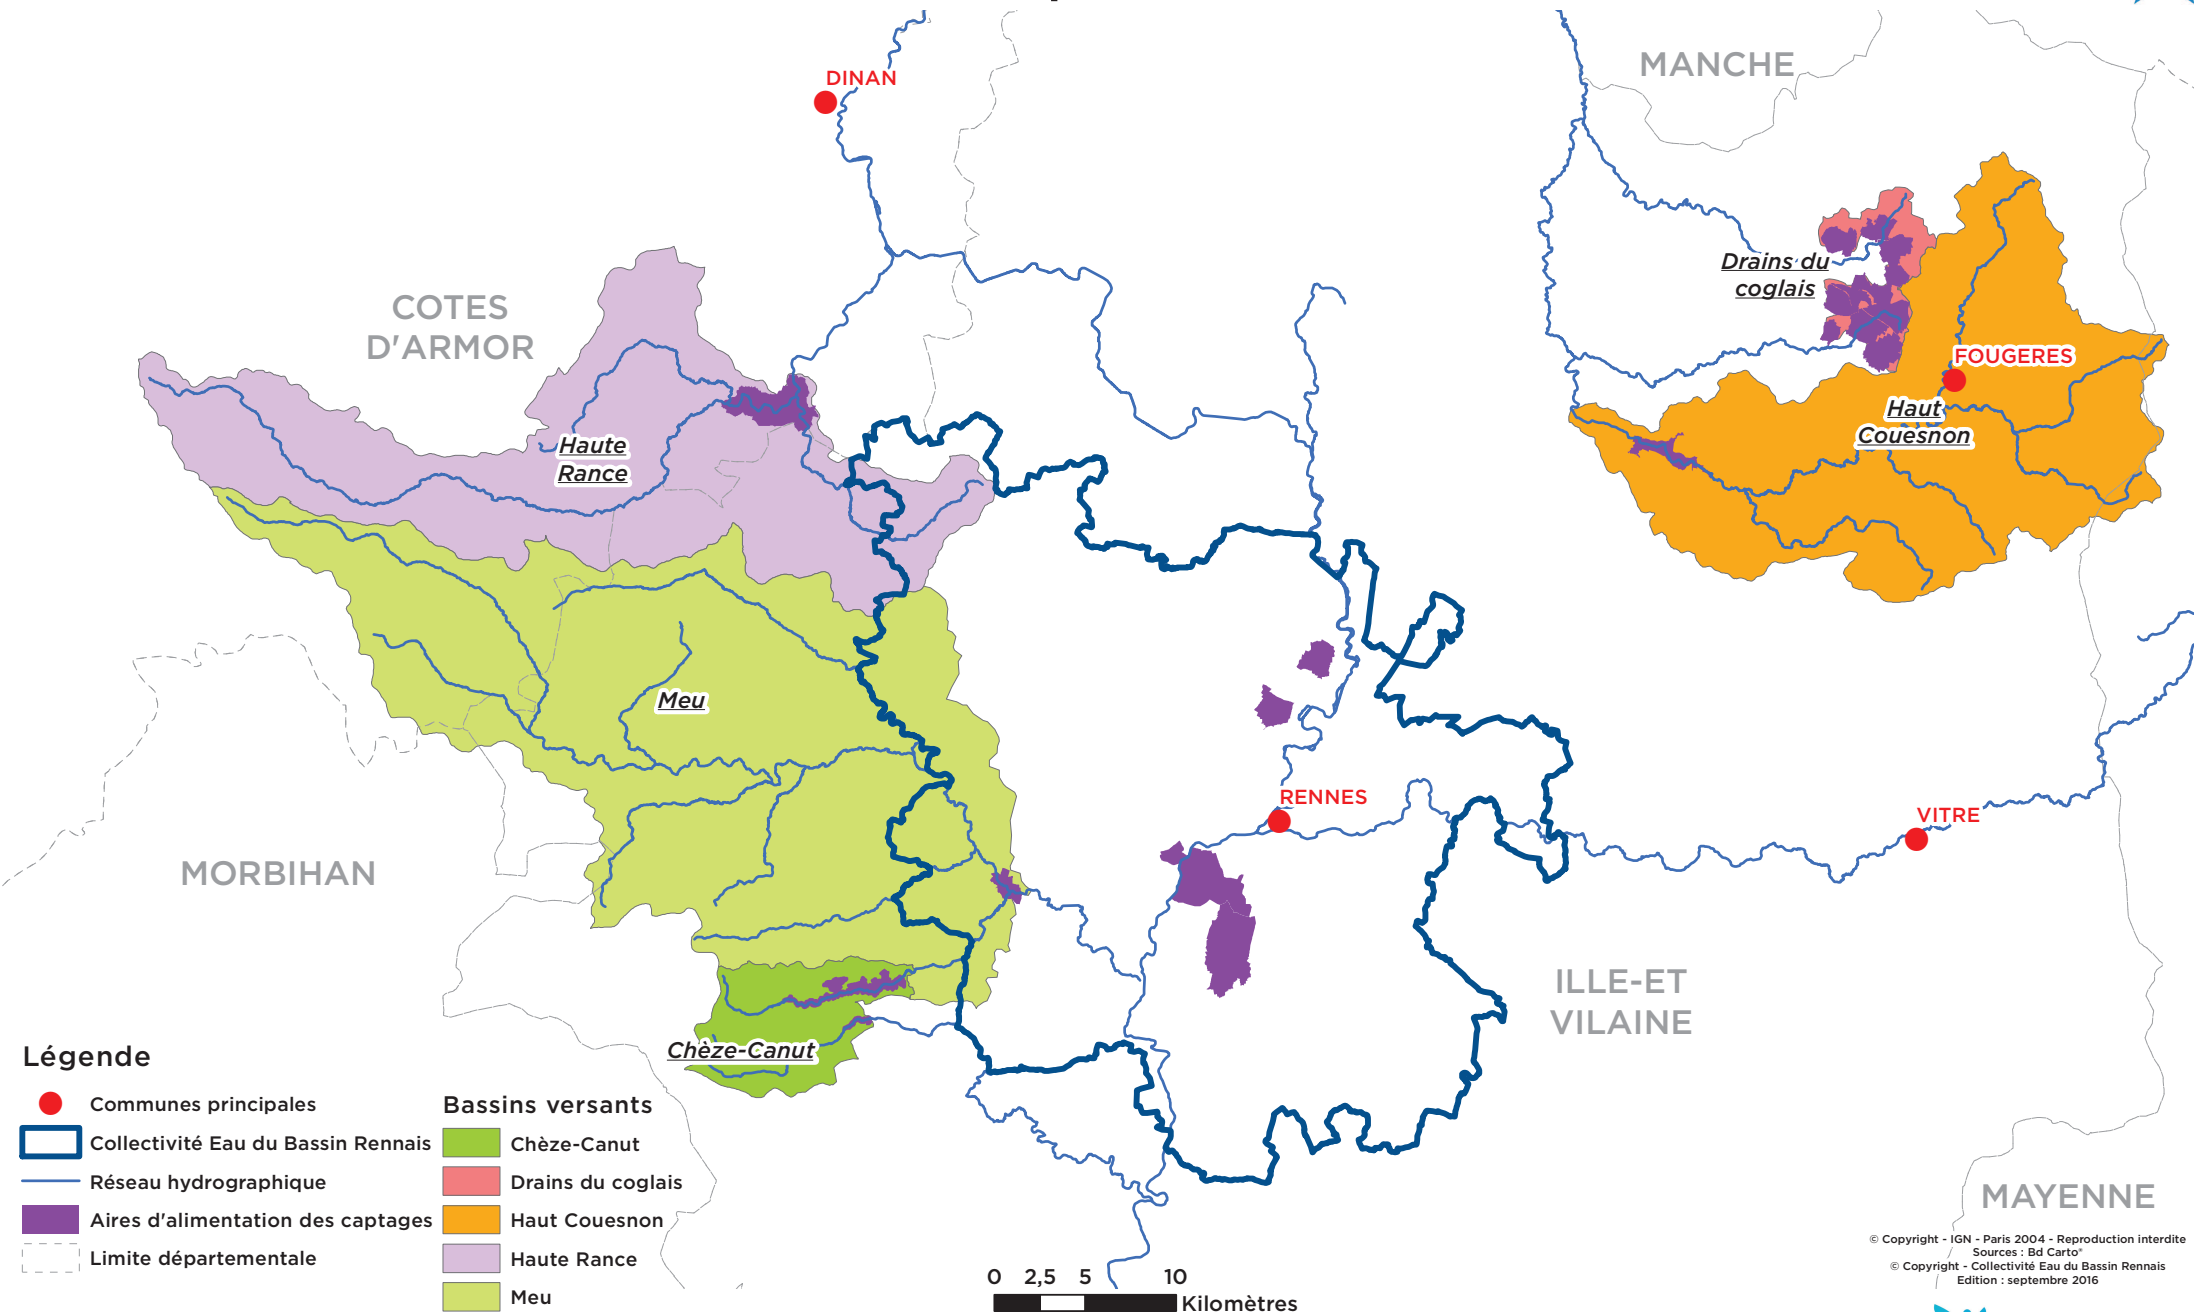 DINAN
MANCHE
COTES
D'ARMOR
Drains du
coglais
FOUGERES
Haut
Couesnon
Haute
Rance
Meu
RENNES
VITRE
MORBIHAN
ILLE-ET
VILAINE
Chèze-Canut
MAYENNE
Légende
Communes principales
Collectivité Eau du Bassin Rennais
Réseau hydrographique
Aires d'alimentation des captages
Limite départementale
Bassins versants
Chèze-Canut
Drains du coglais
Haut Couesnon
Haute Rance
Meu
0 2,5 5 10
Kilomètres
© Copyright - IGN - Paris 2004 - Reproduction interdite
Sources : Bd Carto®
© Copyright - Collectivité Eau du Bassin Rennais
Edition : septembre 2016